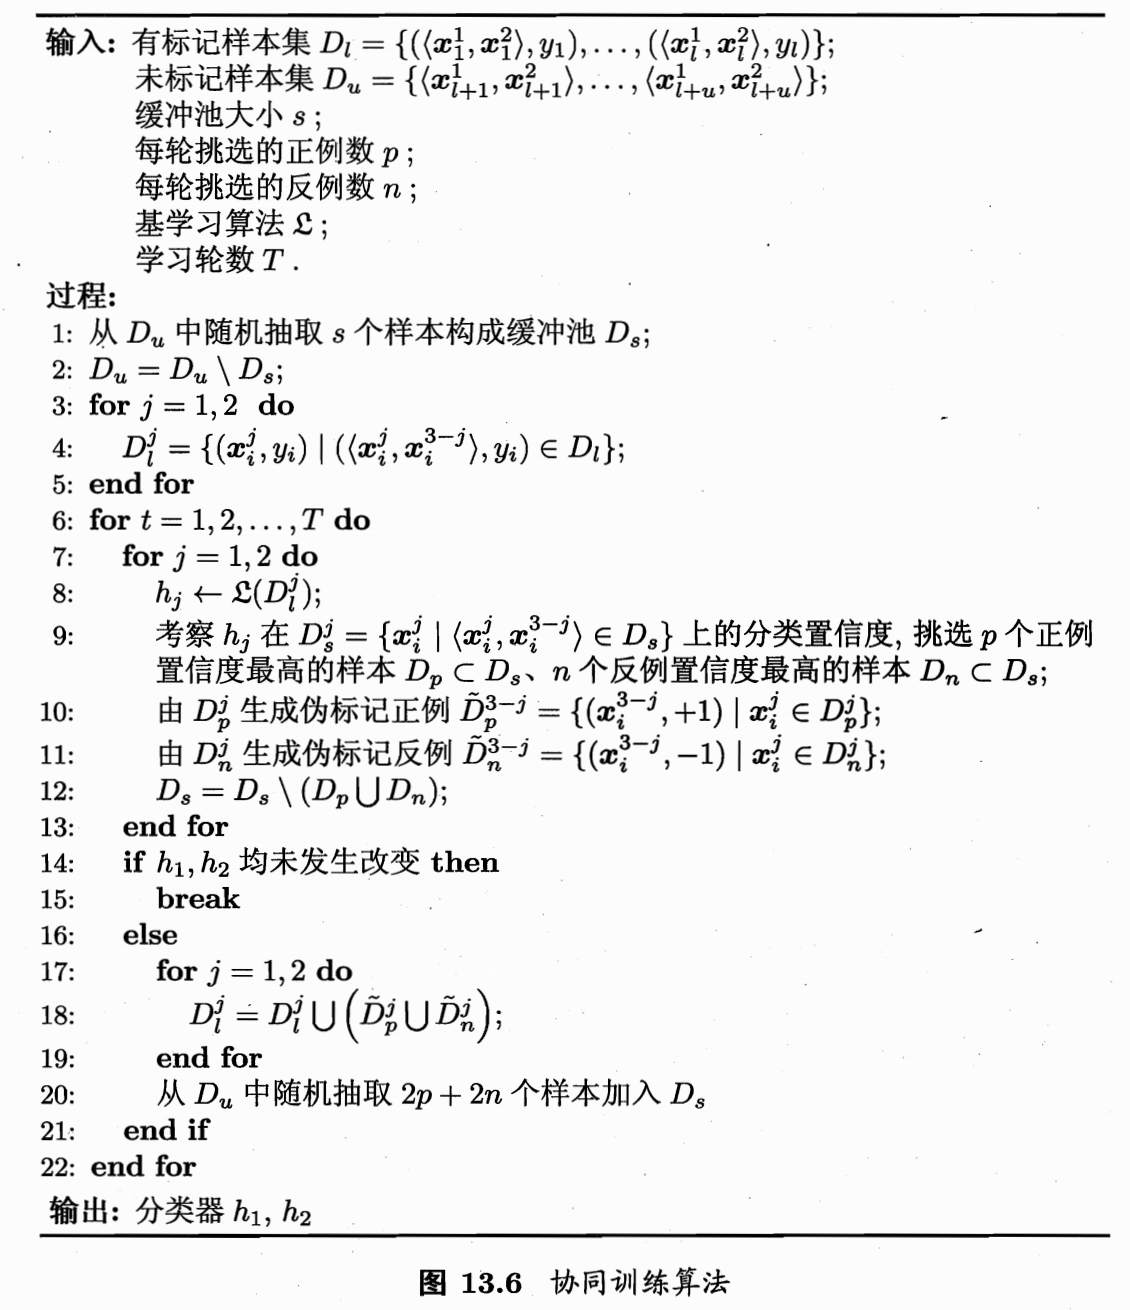 输入: 有标记样本集 $D_l = \{(\langle \boldsymbol{x}_1^1, \boldsymbol{x}_1^2\rangle, y_1), \ldots, (\langle \boldsymbol{x}_l^1, \boldsymbol{x}_l^2\rangle, y_l)\}$;
未标记样本集 $D_u = \{\langle \boldsymbol{x}_{l+1}^1, \boldsymbol{x}_{l+1}^2\rangle, \ldots, \langle \boldsymbol{x}_{l+u}^1, \boldsymbol{x}_{l+u}^2\rangle\}$;
缓冲池大小 $s$;
每轮挑选的正例数 $p$;
每轮挑选的反例数 $n$;
基学习算法 $\mathfrak{L}$;
学习轮数 $T$.
过程:
1: 从 $D_u$ 中随机抽取 $s$ 个样本构成缓冲池 $D_s$;
2: $D_u = D_u \setminus D_s$;
3: for $j = 1, 2$ do
4: $D_l^j = \{(\boldsymbol{x}_i^j, y_i) \mid (\langle \boldsymbol{x}_i^j, \boldsymbol{x}_i^{3-j}\rangle, y_i) \in D_l\}$;
5: end for
6: for $t = 1, 2, \ldots, T$ do
7: for $j = 1, 2$ do
8: $h_j \leftarrow \mathfrak{L}(D_l^j)$;
9: 考察 $h_j$ 在 $D_s^j = \{\boldsymbol{x}_i^j \mid \langle \boldsymbol{x}_i^j, \boldsymbol{x}_i^{3-j}\rangle \in D_s\}$ 上的分类置信度, 挑选 $p$ 个正例
置信度最高的样本 $D_p \subset D_s$、$n$ 个反例置信度最高的样本 $D_n \subset D_s$;
10: 由 $D_p^j$ 生成伪标记正例 $\tilde{D}_p^{3-j} = \{(\boldsymbol{x}_i^{3-j}, +1) \mid \boldsymbol{x}_i^j \in D_p^j\}$;
11: 由 $D_n^j$ 生成伪标记反例 $\tilde{D}_n^{3-j} = \{(\boldsymbol{x}_i^{3-j}, -1) \mid \boldsymbol{x}_i^j \in D_n^j\}$;
12: $D_s = D_s \setminus (D_p \bigcup D_n)$;
13: end for
14: if $h_1, h_2$ 均未发生改变 then
15: break
16: else
17: for $j = 1, 2$ do
18: $D_l^j = D_l^j \bigcup \left(\tilde{D}_p^j \bigcup \tilde{D}_n^j\right)$;
19: end for
20: 从 $D_u$ 中随机抽取 $2p + 2n$ 个样本加入 $D_s$
21: end if
22: end for
输出: 分类器 $h_1$, $h_2$
图 13.6 协同训练算法